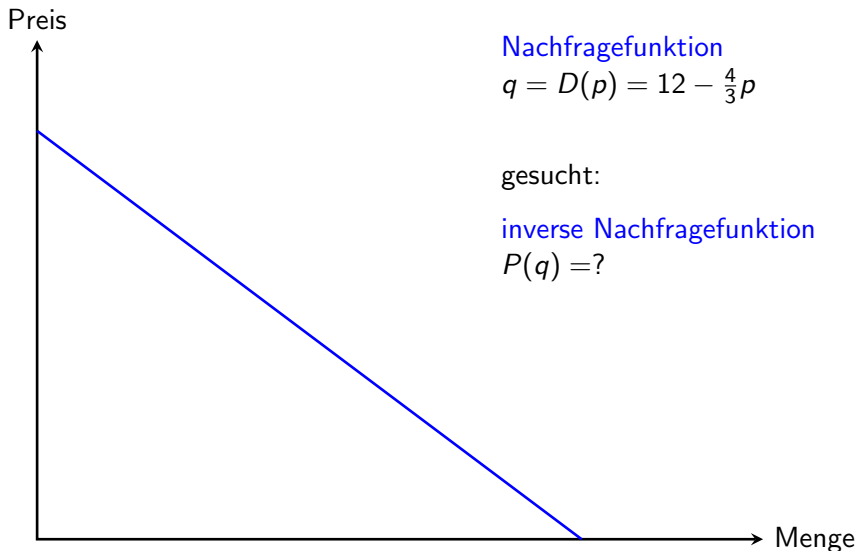 Preis
Nachfragefunktion
q = D(p) = 12 − 4/3 p
gesucht:
inverse Nachfragefunktion
P(q) =?
Menge